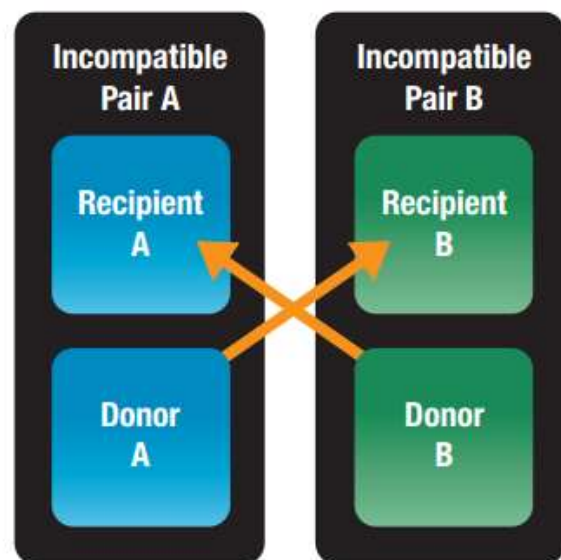 Incompatible
Pair A
Recipient
A
Donor
A
Incompatible
Pair B
Recipient
B
Donor
B